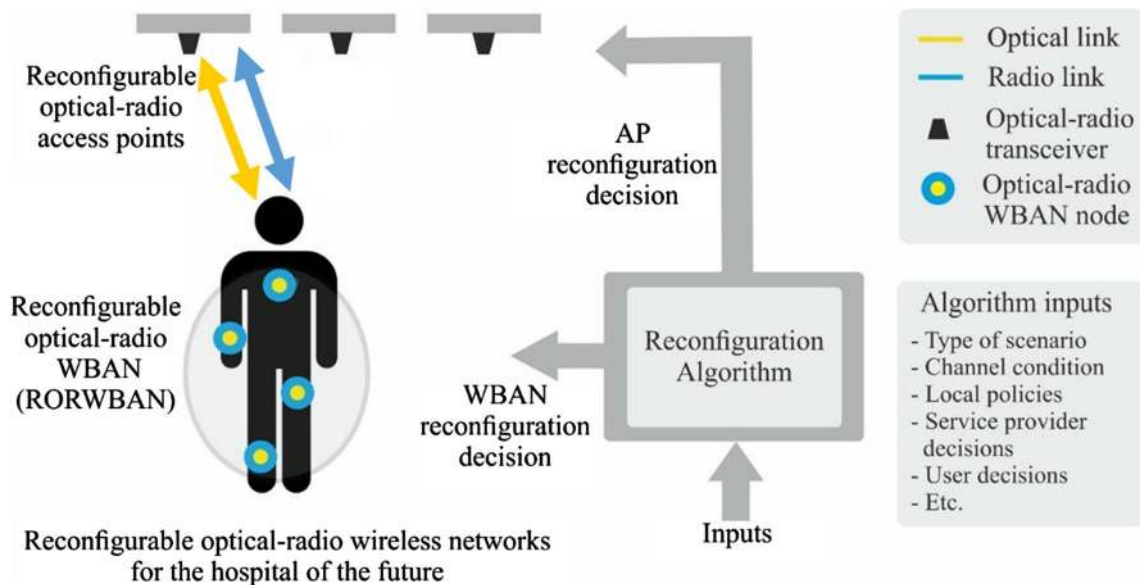 Reconfigurable
optical-radio
access points
AP
reconfiguration
decision
Optical link
Radio link
Optical-radio
transceiver
Optical-radio
WBAN node
Reconfigurable
optical-radio
WBAN
(RORWBAN)
WBAN
reconfiguration
decision
Reconfiguration
Algorithm
Algorithm inputs
- Type of scenario
- Channel condition
- Local policies
- Service provider
decisions
- User decisions
- Etc.
Inputs
Reconfigurable optical-radio wireless networks
for the hospital of the future